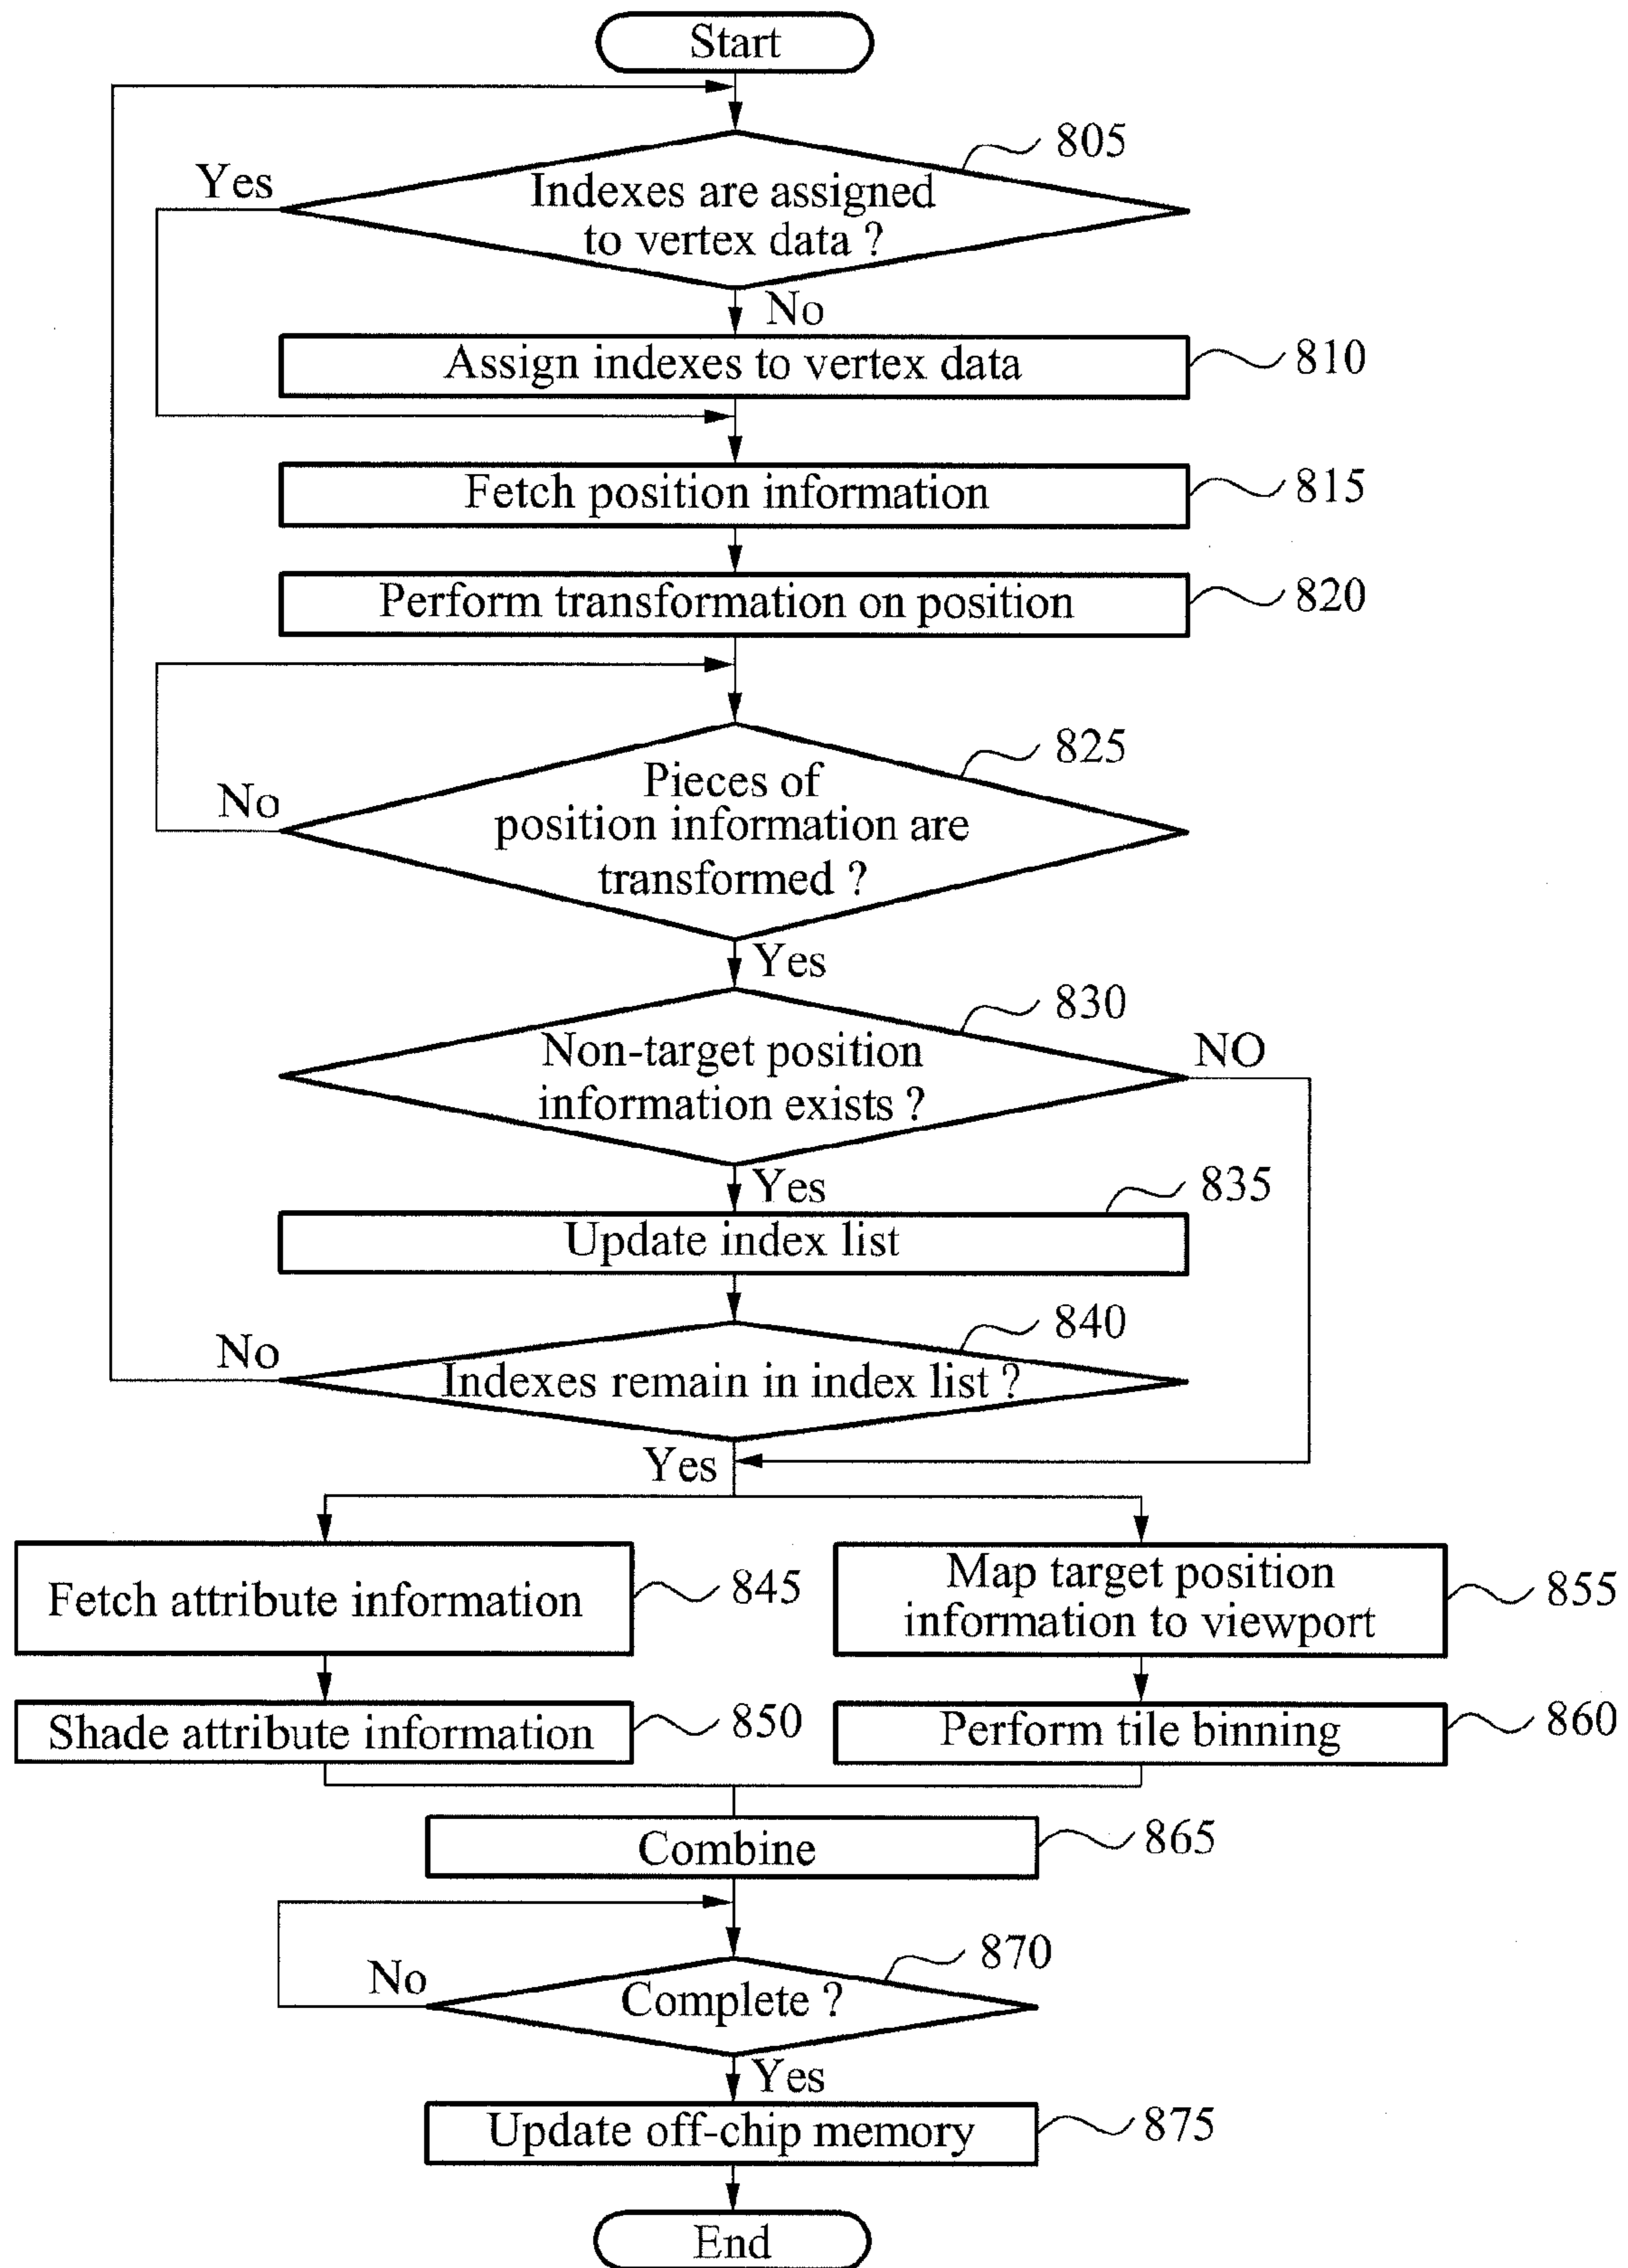 Start
805
Yes
Indexes are assigned
to vertex data ?
No
Assign indexes to vertex data
810
Fetch position information
815
Perform transformation on position
820
825
Pieces of
No
position information are
transformed ?
Yes
830
Non-target position
NO
information exists ?
Yes
835
Update index list
840
No
Indexes remain in index list ?
Yes
Fetch attribute information
845
Map target position
information to viewport
855
Shade attribute information
850
Perform tile binning
860
Combine
865
870
No
Complete ?
Yes
Update off-chip memory
875
End